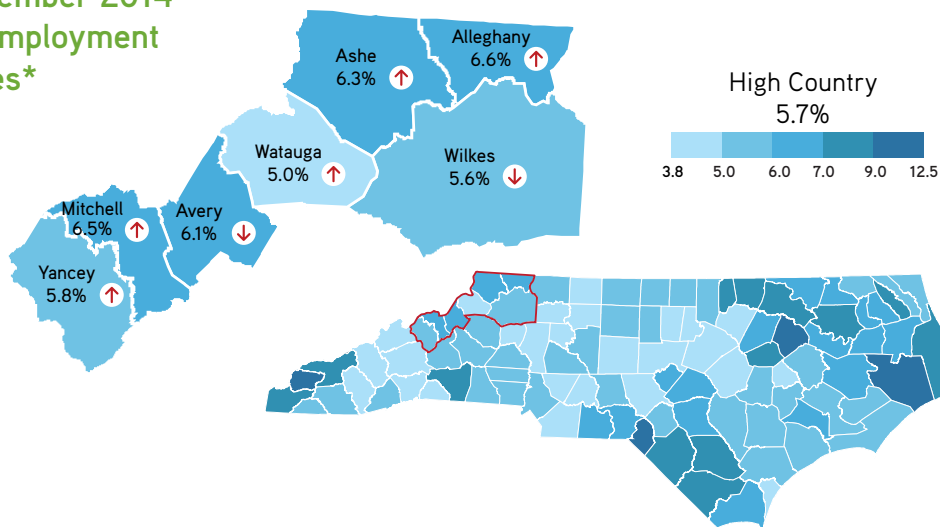 2014
Ashe
6.3%
Alleghany
6.6%
Watauga
5.0%
Wilkes
5.6%
Mitchell
6.5%
Avery
6.1%
Yancey
5.8%
High Country
5.7%
3.8 5.0 6.0 7.0 9.0 12.5